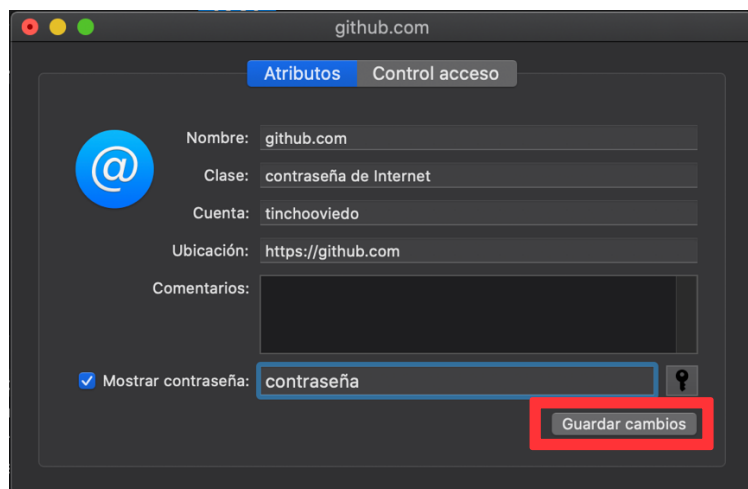 github.com
Atributos Control acceso
@
Nombre: github.com
Clase: contraseña de Internet
Cuenta: tinchooviedo
Ubicación: https://github.com
Comentarios:
Mostrar contraseña: contraseña
Guardar cambios